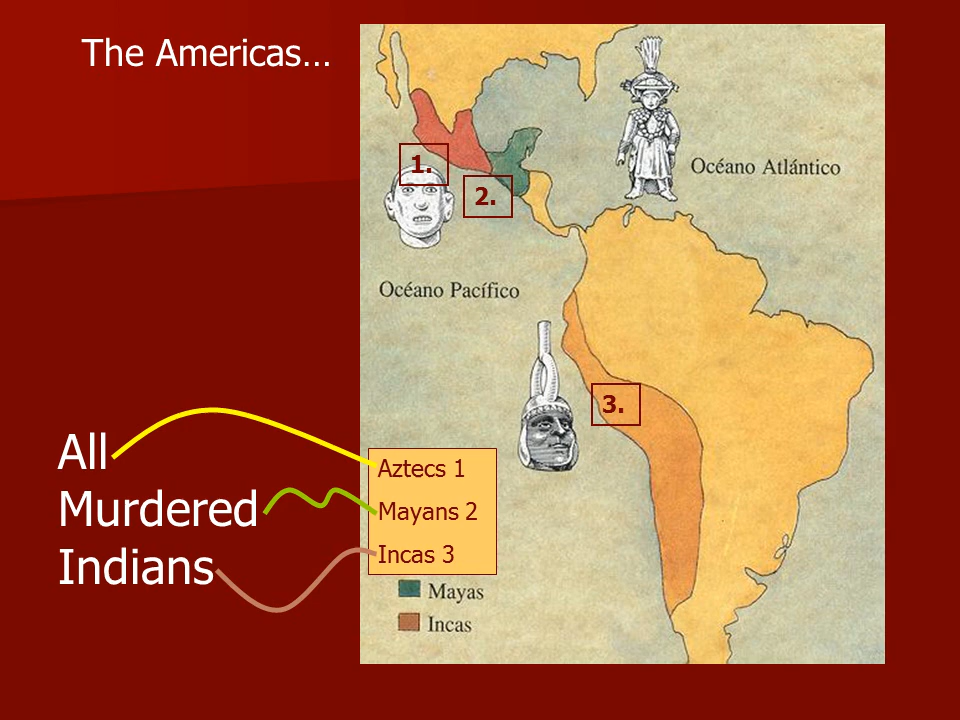 The Americas…
1.
2.
Océano Atlántico
Océano Pacífico
3.
All
Murdered
Indians
Aztecs 1
Mayans 2
Incas 3
Mayas
Incas